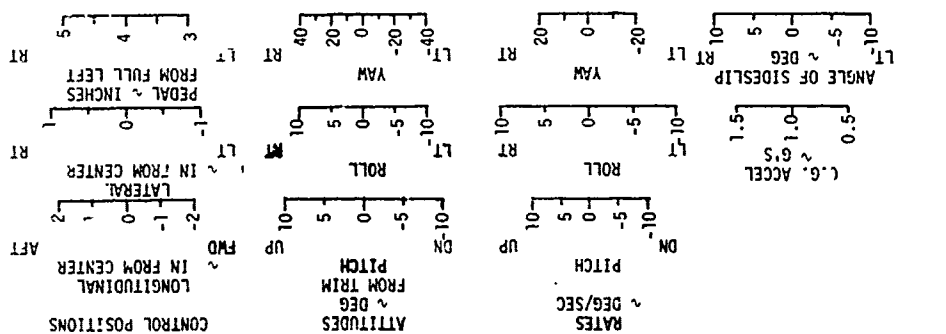 C.G. ACCEL
~ G'S
0.5 1.0 1.5
ANGLE OF SIDESLIP
~ DEG
LT RT
-10 -5 0 5 10
RATES
~ DEG/SEC
PITCH
DN UP
-10 -5 0 5 10
ROLL
LT RT
-10 -5 0 5 10
YAW
LT RT
-20 0 20
ATTITUDES
~ DEG
FROM TRIM
PITCH
DN UP
-10 -5 0 5 10
ROLL
LT RT
-10 -5 0 5 10
YAW
LT RT
-40 -20 0 20 40
CONTROL POSITIONS
LONGITUDINAL
~ IN FROM CENTER
FWD AFT
-2 -1 0 1 2
LATERAL
~ IN FROM CENTER
LT RT
-1 0 1
PEDAL ~ INCHES
FROM FULL LEFT
LT RT
3 4 5